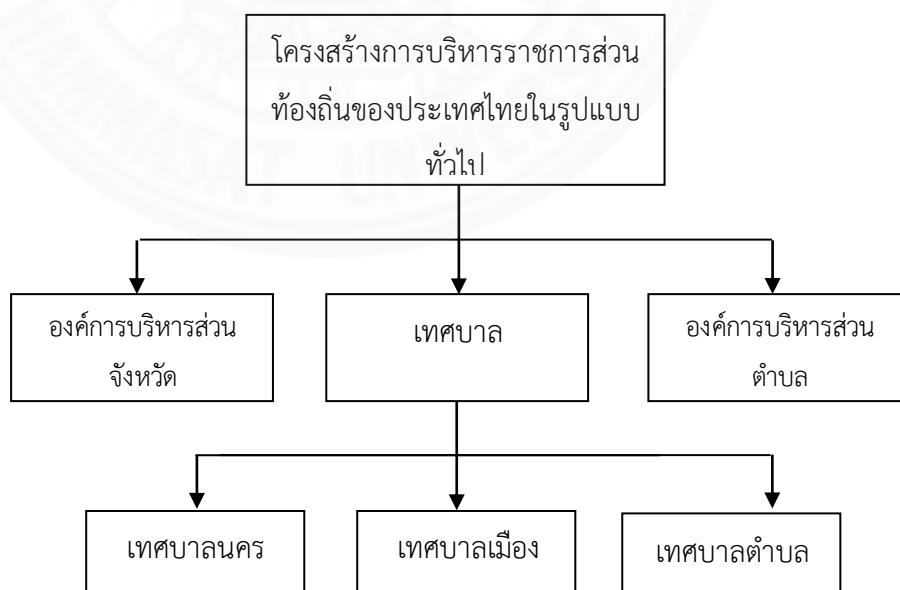 โครงสร้างการบริหารราชการส่วน
ท้องถิ่นของประเทศไทยในรูปแบบ
ทั่วไป
องค์การบริหารส่วน
จังหวัด
เทศบาล
องค์การบริหารส่วน
ตำบล
เทศบาลนคร
เทศบาลเมือง
เทศบาลตำบล